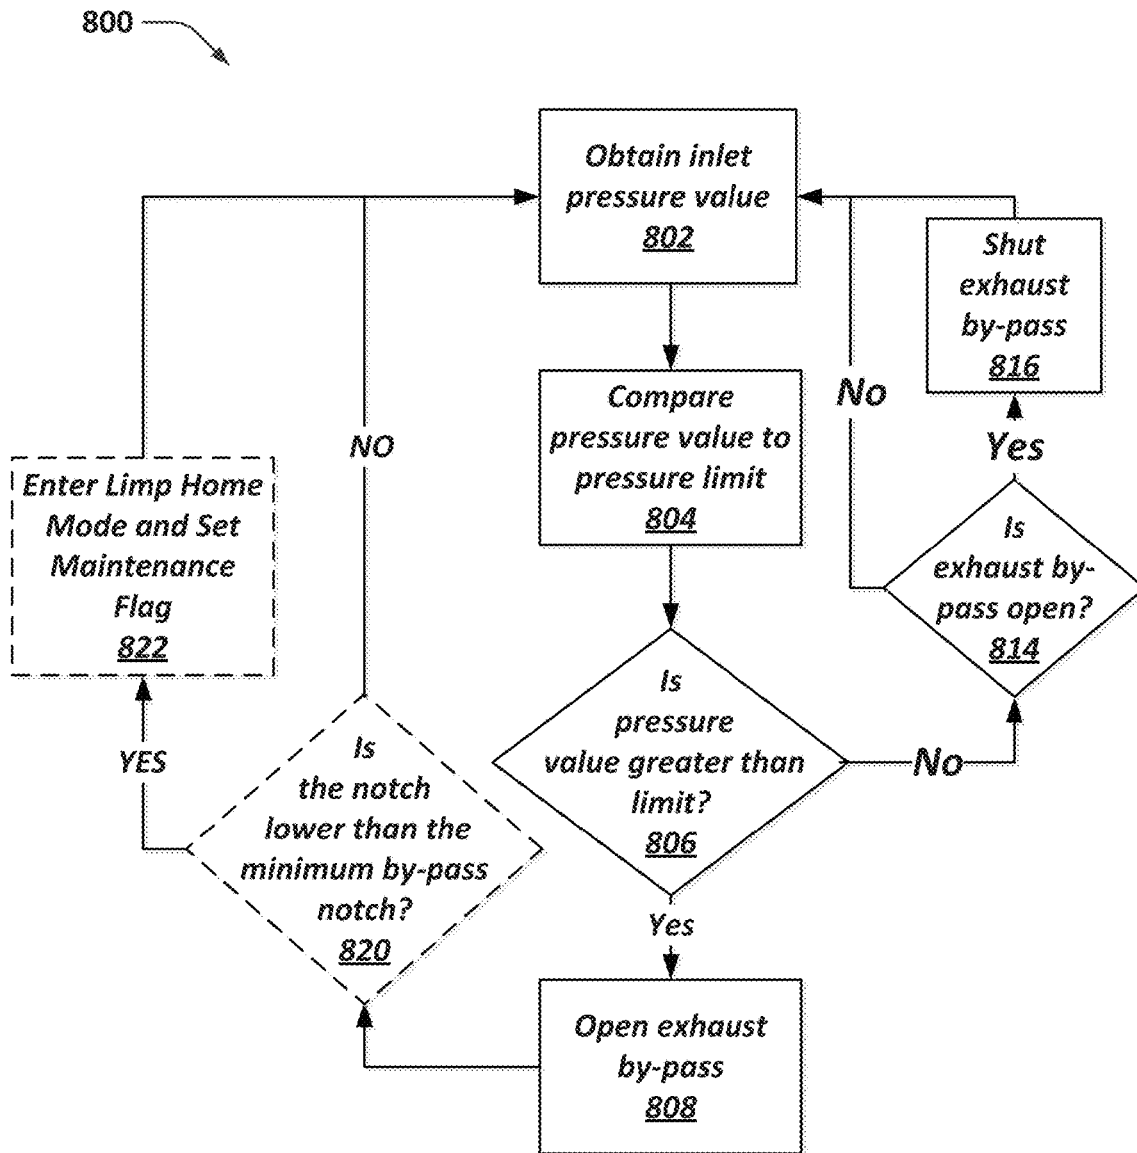 800
Obtain inlet
pressure value
802
Shut
exhaust
by-pass
816
Compare
pressure value to
pressure limit
804
No
Yes
NO
Enter Limp Home
Mode and Set
Maintenance
Flag
822
Is
exhaust by-
pass open?
814
Is
pressure
value greater than
limit?
806
No
YES
Is
the notch
lower than the
minimum by-pass
notch?
820
Yes
Open exhaust
by-pass
808